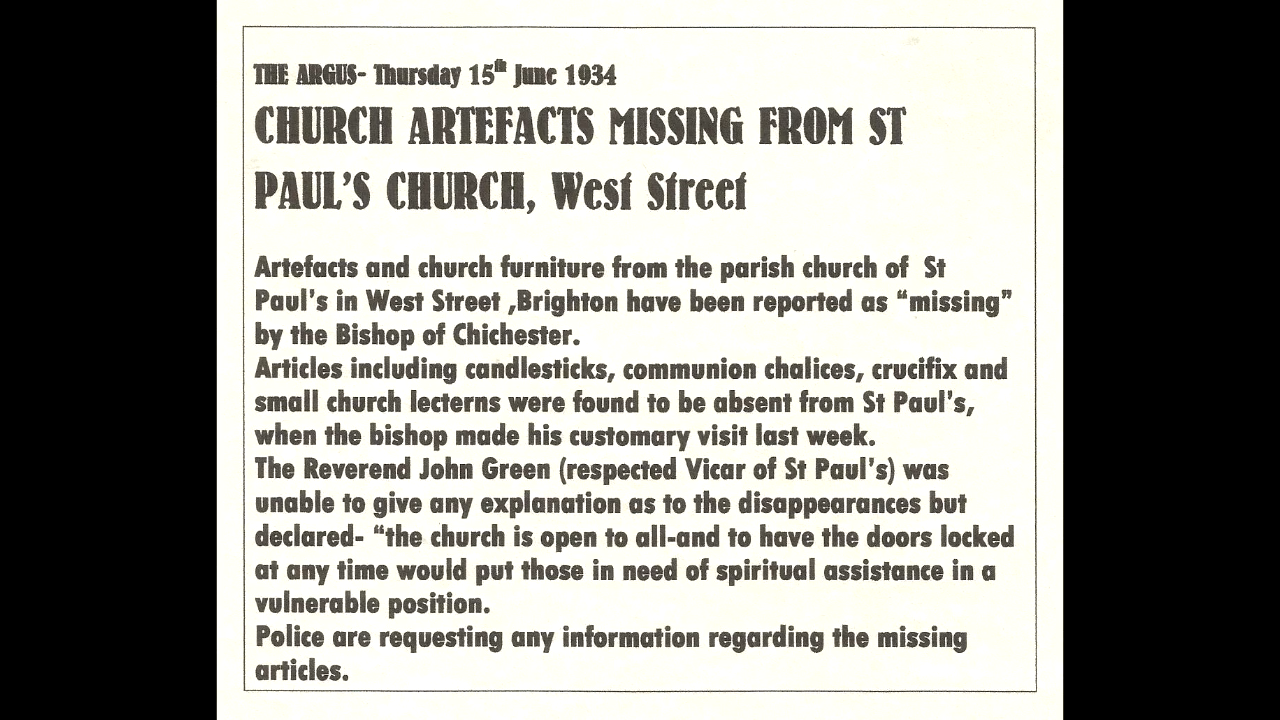 THE ARGUS- Thursday 15th June 1934
CHURCH ARTEFACTS MISSING FROM ST
PAUL'S CHURCH, West Street
Artefacts and church furniture from the parish church of  St
Paul's in West Street ,Brighton have been reported as “missing”
by the Bishop of Chichester.
Articles including candlesticks, communion chalices, crucifix and
small church lecterns were found to be absent from St Paul's,
when the bishop made his customary visit last week.
The Reverend John Green (respected Vicar of St Paul's) was
unable to give any explanation as to the disappearances but
declared- “the church is open to all-and to have the doors locked
at any time would put those in need of spiritual assistance in a
vulnerable position.
Police are requesting any information regarding the missing
articles.